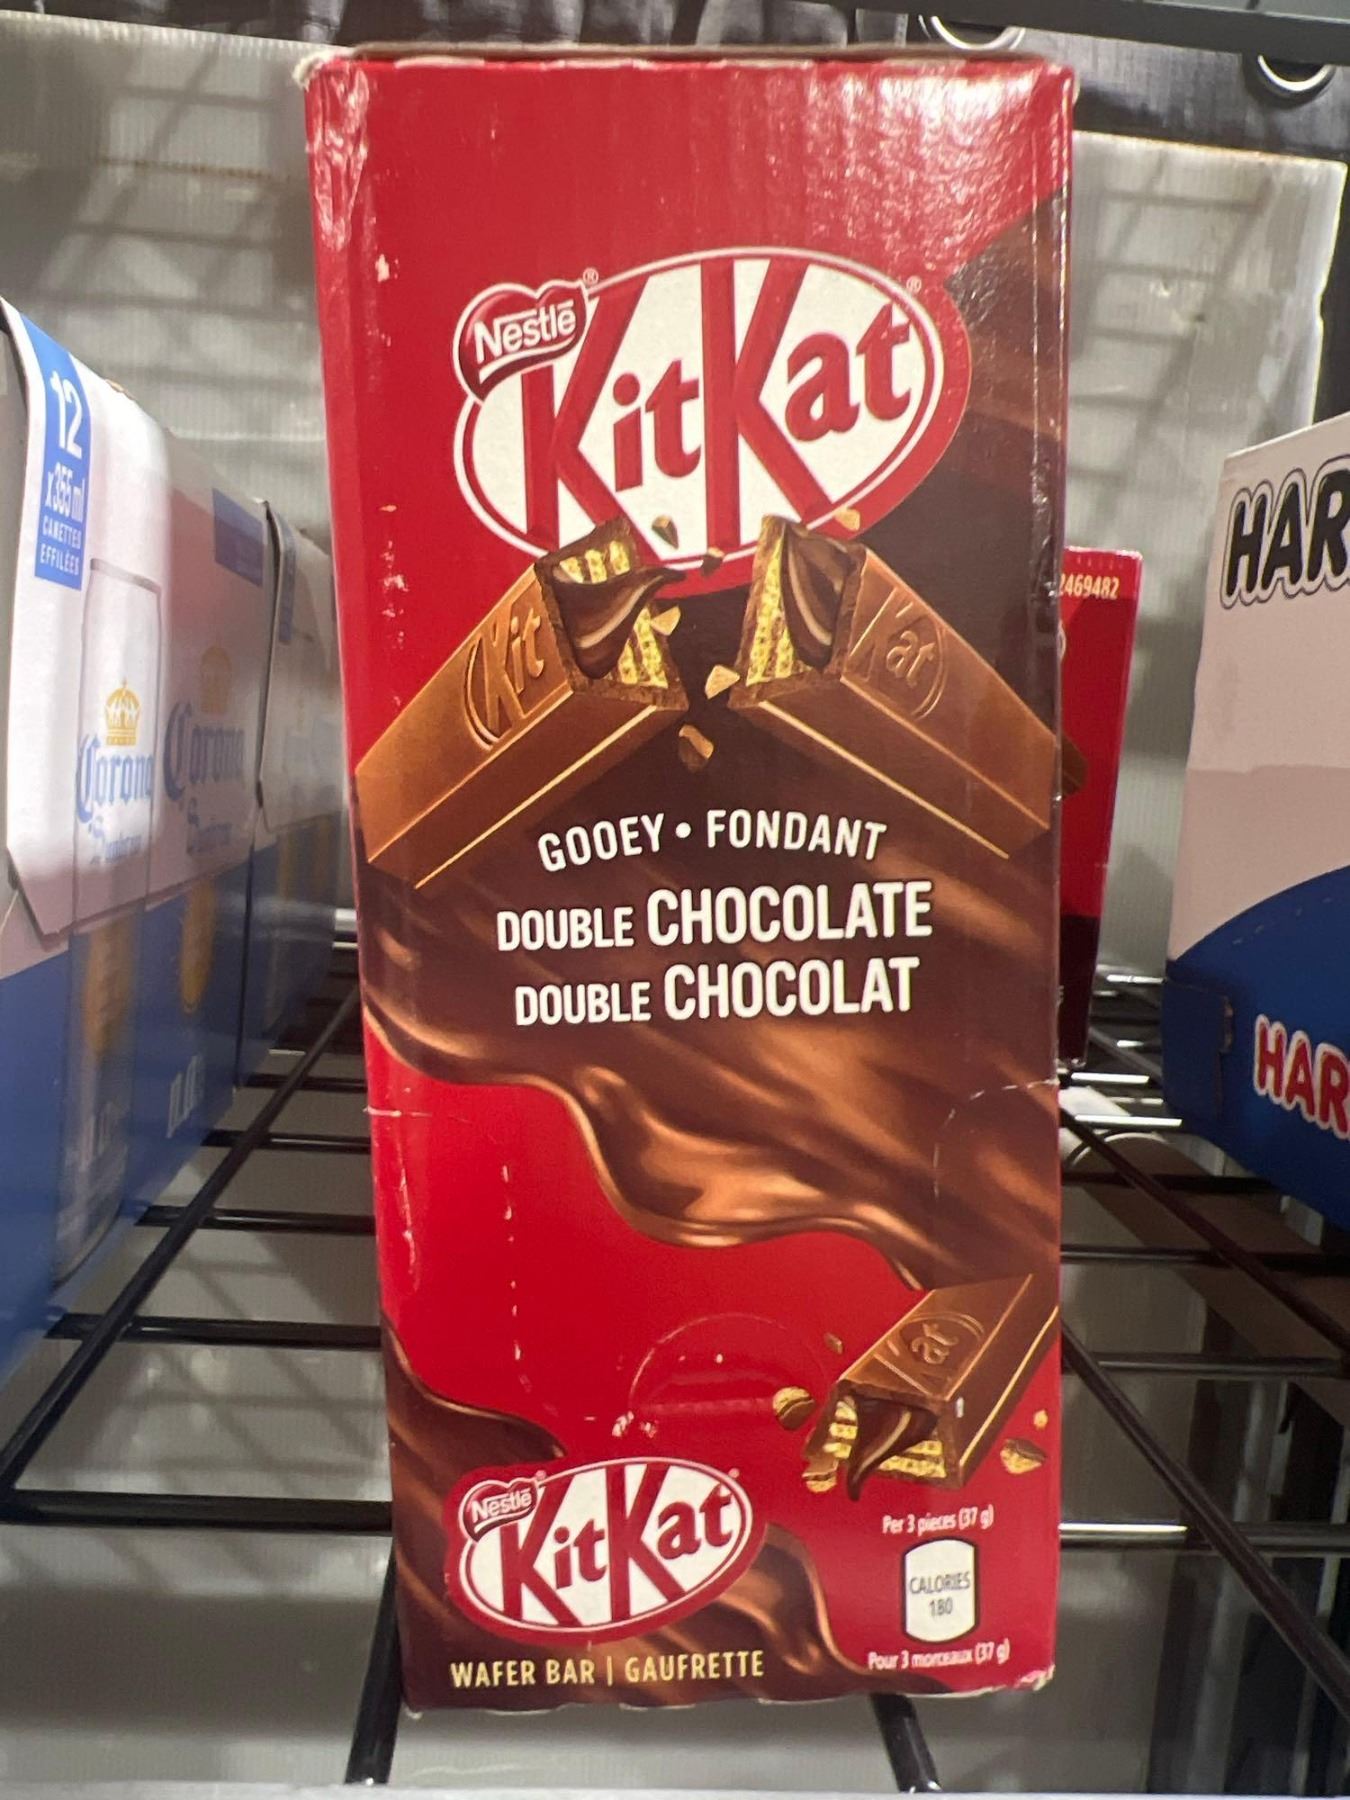 Nestlé
KitKat
Kit
Kat
GOOEY • FONDANT
DOUBLE CHOCOLATE
DOUBLE CHOCOLAT
Kat
Nestlé
KitKat
WAFER BAR | GAUFRETTE
Per 3 pieces (37 g)
CALORIES
180
Pour 3 morceaux (37 g)
12
x355 ml
CANETTES
EFFILÉES
Corona
Corona
2469482
HAR
HAR